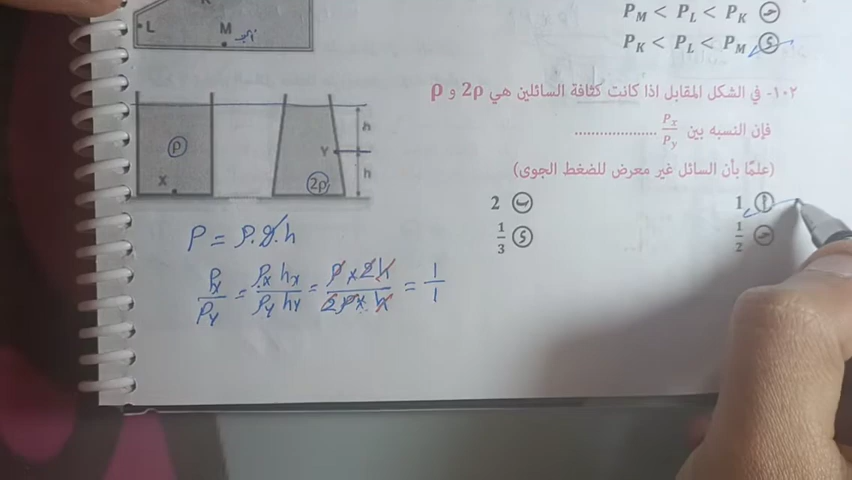 P_M < P_L < P_K ج
P_K < P_L < P_M د
L
M
١٠٢- في الشكل المقابل اذا كانت كثافة السائلين هي 2ρ و ρ
فإن النسبه بين P_x/P_y ....................
(علمًا بأن السائل غير معرض للضغط الجوى)
أ 1
ب 2
ج 1/2
د 1/3
ρ
X
Y
2ρ
h
h
P = ρ.g.h
P_x/P_y = ρ_x h_x/ρ_y h_y = ρ x 2h/2ρ x h = 1/1